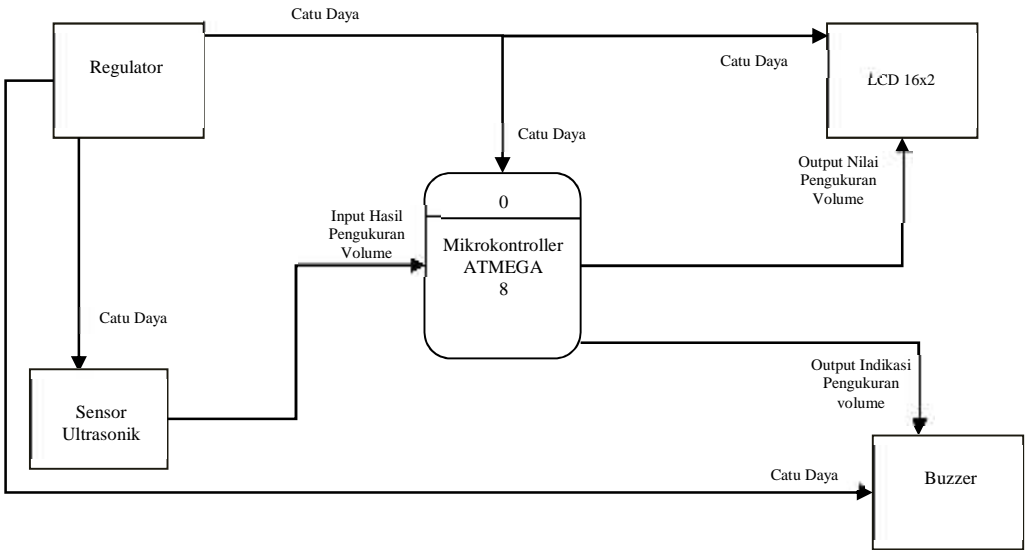 Catu Daya
Regulator
Catu Daya
LCD 16x2
Catu Daya
Output Nilai
Pengukuran
Volume
0
Mikrokontroller
ATMEGA
8
Input Hasil
Pengukuran
Volume
Catu Daya
Sensor
Ultrasonik
Output Indikasi
Pengukuran
volume
Catu Daya
Buzzer